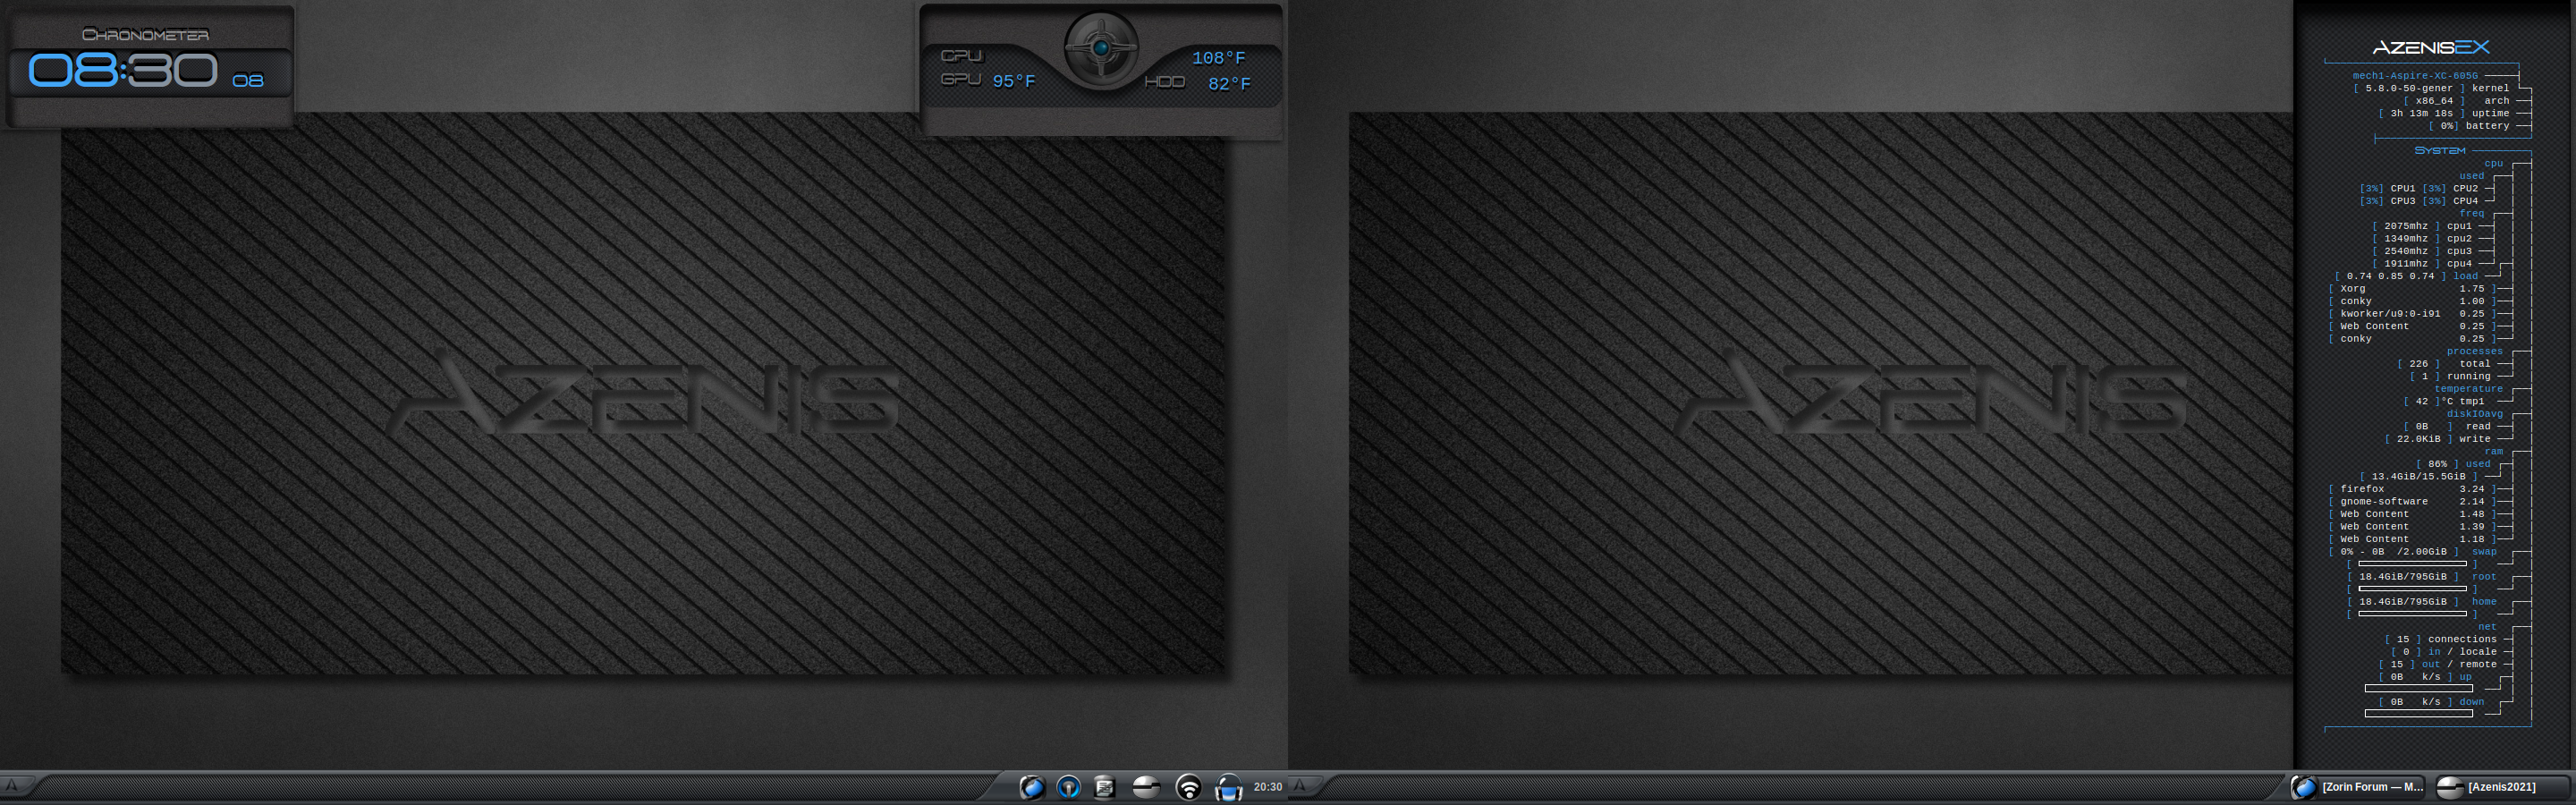 CHRONOMETER
08:30 08
CPU
108°F
GPU 95°F
HDD 82°F
AZENIS
AZENIS
AZENISEX
mech1-Aspire-XC-605G
[ 5.8.0-50-gener ] kernel
[ x86_64 ] arch
[ 3h 13m 18s ] uptime
[ 0%] battery
SYSTEM
cpu
used
[3%] CPU1 [3%] CPU2
[3%] CPU3 [3%] CPU4
freq
[ 2075mhz ] cpu1
[ 1349mhz ] cpu2
[ 2540mhz ] cpu3
[ 1911mhz ] cpu4
[ 0.74 0.85 0.74 ] load
[ Xorg 1.75 ]
[ conky 1.00 ]
[ kworker/u9:0-i91 0.25 ]
[ Web Content 0.25 ]
[ conky 0.25 ]
processes
[ 226 ] total
[ 1 ] running
temperature
[ 42 ]°C tmp1
diskIOavg
[ 0B ] read
[ 22.0KiB ] write
ram
[ 86% ] used
[ 13.4GiB/15.5GiB ]
[ firefox 3.24 ]
[ gnome-software 2.14 ]
[ Web Content 1.48 ]
[ Web Content 1.39 ]
[ Web Content 1.18 ]
[ 0% - 0B /2.00GiB ] swap
[ ]
[ 18.4GiB/795GiB ] root
[ ]
[ 18.4GiB/795GiB ] home
[ ]
net
[ 15 ] connections
[ 0 ] in / locale
[ 15 ] out / remote
[ 0B k/s ] up
[ 0B k/s ] down
A
20:30
A
[Zorin Forum — M...
[Azenis2021]